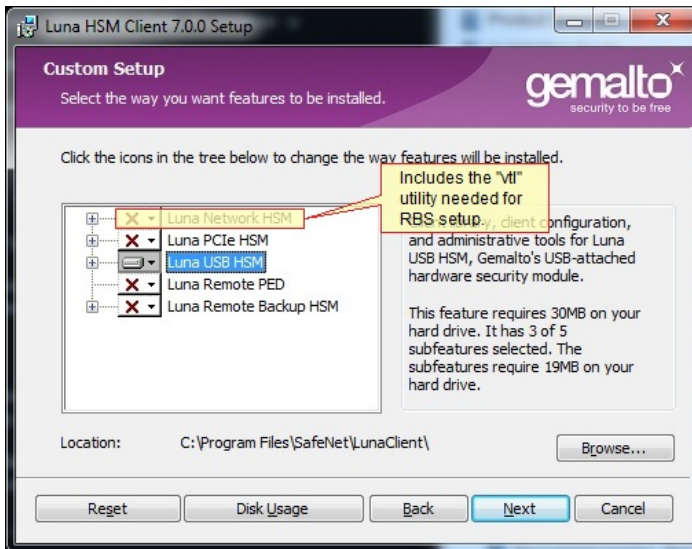 Luna HSM Client 7.0.0 Setup
Custom Setup
Select the way you want features to be installed.
gemalto
security to be free
Click the icons in the tree below to change the way features will be installed.
Includes the "vtl"
utility needed for
RBS setup.
Luna Network HSM
Luna PCIe HSM
Luna USB HSM
Luna Remote PED
Luna Remote Backup HSM
client configuration,
and administrative tools for Luna
USB HSM, Gemalto's USB-attached
hardware security module.
This feature requires 30MB on your
hard drive. It has 3 of 5
subfeatures selected. The
subfeatures require 19MB on your
hard drive.
Location:
C:\Program Files\SafeNet\LunaClient\
Browse...
Reset
Disk Usage
Back
Next
Cancel